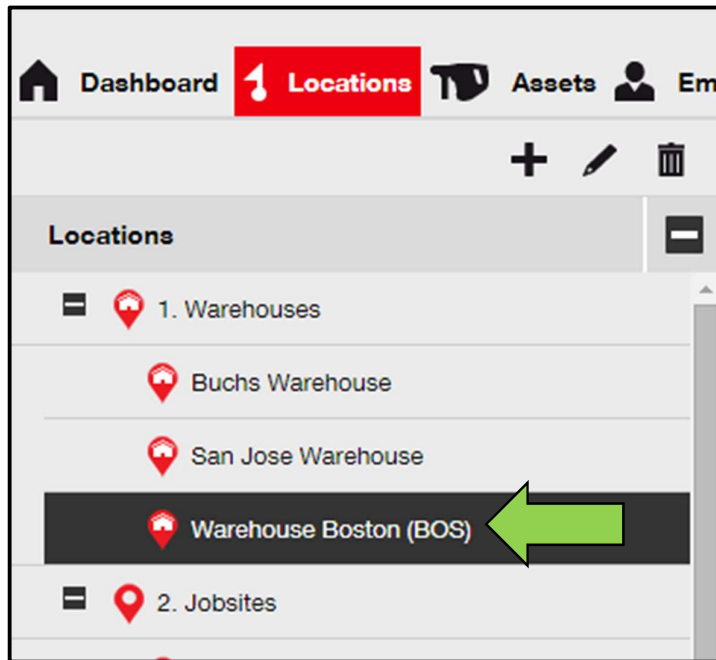 Dashboard Locations Assets Em
Locations
1. Warehouses
Buchs Warehouse
San Jose Warehouse
Warehouse Boston (BOS)
2. Jobsites